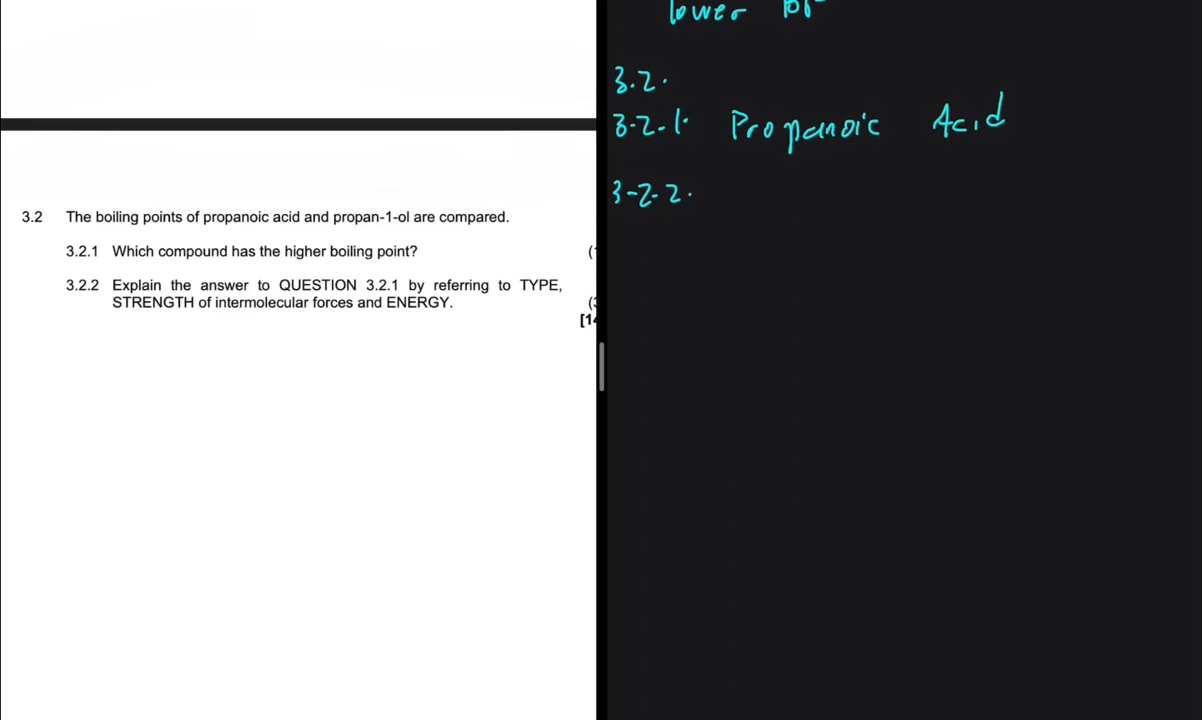 3.2 The boiling points of propanoic acid and propan-1-ol are compared.
3.2.1 Which compound has the higher boiling point? (
3.2.2 Explain the answer to QUESTION 3.2.1 by referring to TYPE,
STRENGTH of intermolecular forces and ENERGY. (
[1
lower
3.2.
3-2-1. Propanoic Acid
3-2-2.